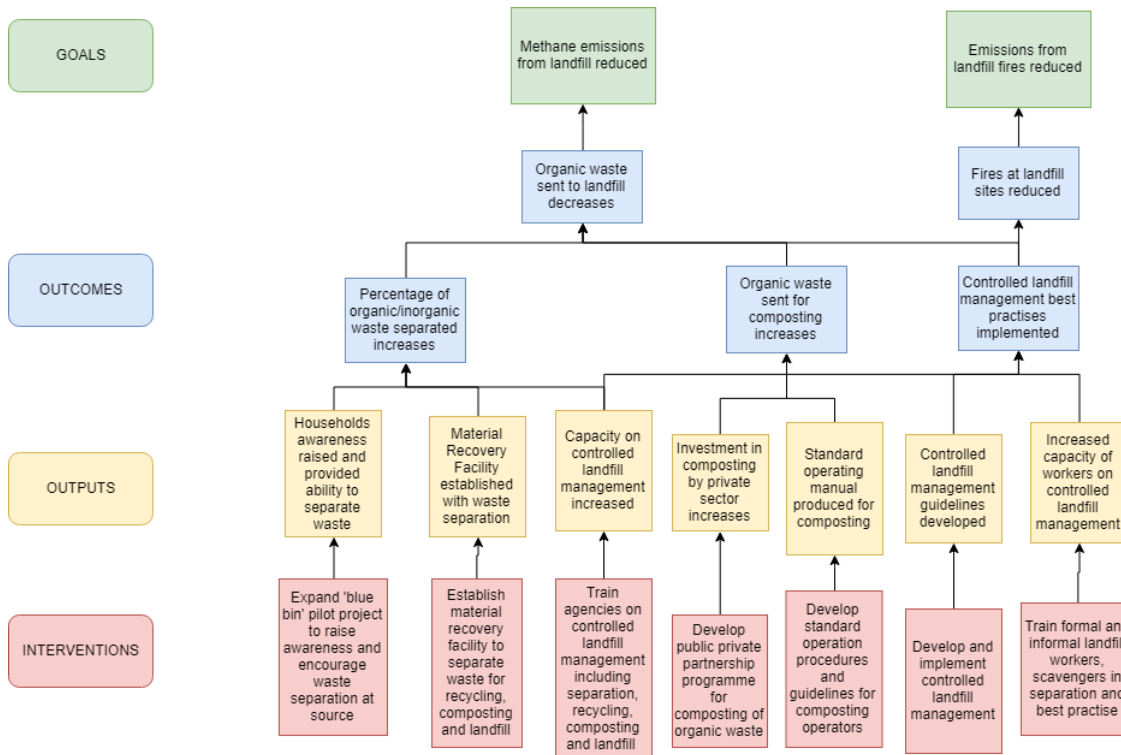 GOALS
Methane emissions
from landfill reduced
Emissions from
landfill fires reduced
Organic waste
sent to landfill
decreases
Fires at landfill
sites reduced
OUTCOMES
Percentage of
organic/inorganic
waste separated
increases
Organic waste
sent for
composting
increases
Controlled landfill
management best
practises
implemented
OUTPUTS
Households
awareness
raised and
provided
ability to
separate
waste
Material
Recovery
Facility
established
with waste
separation
Capacity on
controlled
landfill
management
increased
Investment in
composting
by private
sector
increases
Standard
operating
manual
produced for
composting
Controlled
landfill
management
guidelines
developed
Increased
capacity of
workers on
controlled
landfill
management
INTERVENTIONS
Expand 'blue
bin' pilot project
to raise
awareness and
encourage
waste
separation at
source
Establish
material
recovery
facility to
separate
waste for
recycling,
composting
and landfill
Train
agencies on
controlled
landfill
management
including
separation,
recycling,
composting
and landfill
Develop
public private
partnership
programme
for
composting of
organic waste
Develop
standard
operation
procedures
and
guidelines for
composting
operators
Develop and
implement
controlled
landfill
management
Train formal an
informal landfil
workers,
scavengers in
separation and
best practise